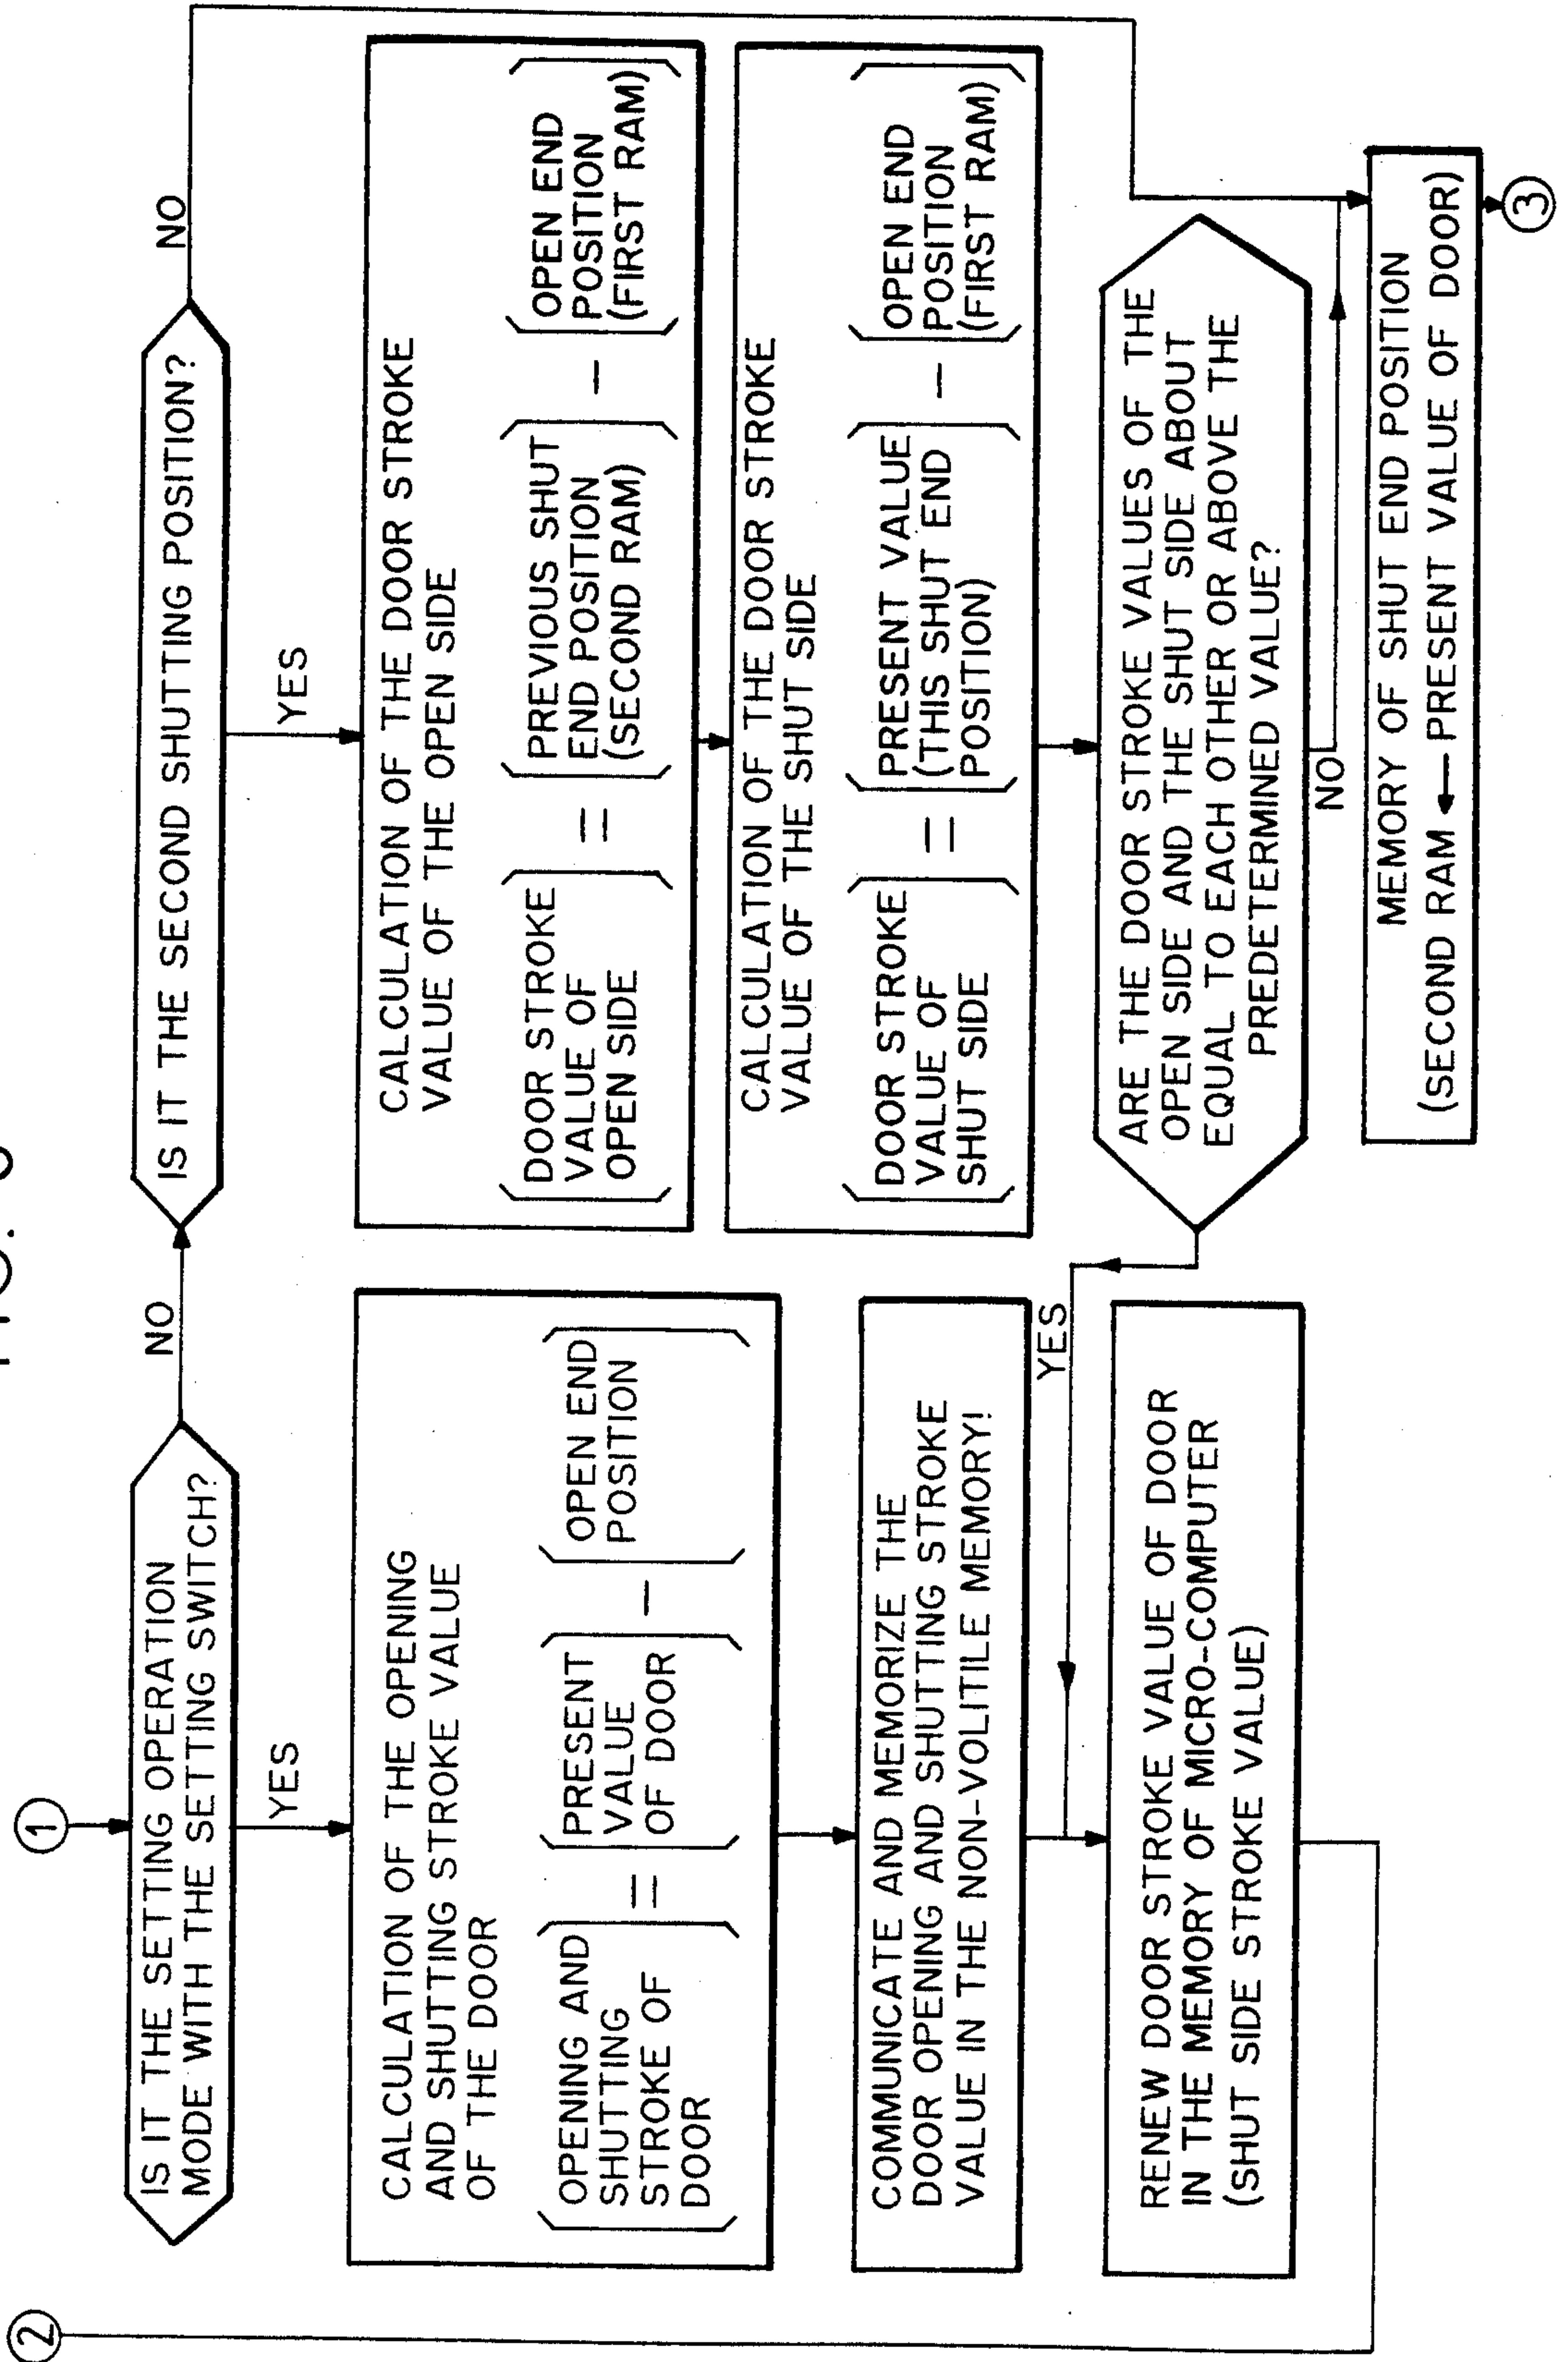 1
2
IS IT THE SETTING OPERATION
MODE WITH THE SETTING SWITCH?
NO
YES
CALCULATION OF THE OPENING
AND SHUTTING STROKE VALUE
OF THE DOOR
OPENING AND
SHUTTING
STROKE OF
DOOR
=
PRESENT
VALUE
OF DOOR
−
OPEN END
POSITION
COMMUNICATE AND MEMORIZE THE
DOOR OPENING AND SHUTTING STROKE
VALUE IN THE NON-VOLITILE MEMORY!
YES
RENEW DOOR STROKE VALUE OF DOOR
IN THE MEMORY OF MICRO-COMPUTER
(SHUT SIDE STROKE VALUE)
IS IT THE SECOND SHUTTING POSITION?
NO
YES
CALCULATION OF THE DOOR STROKE
VALUE OF THE OPEN SIDE
DOOR STROKE
VALUE OF
OPEN SIDE
=
PREVIOUS SHUT
END POSITION
(SECOND RAM)
−
OPEN END
POSITION
(FIRST RAM)
CALCULATION OF THE DOOR STROKE
VALUE OF THE SHUT SIDE
DOOR STROKE
VALUE OF
SHUT SIDE
=
PRESENT VALUE
(THIS SHUT END
POSITION)
−
OPEN END
POSITION
(FIRST RAM)
ARE THE DOOR STROKE VALUES OF THE
OPEN SIDE AND THE SHUT SIDE ABOUT
EQUAL TO EACH OTHER OR ABOVE THE
PREDETERMINED VALUE?
NO
MEMORY OF SHUT END POSITION
(SECOND RAM ← PRESENT VALUE OF DOOR)
3